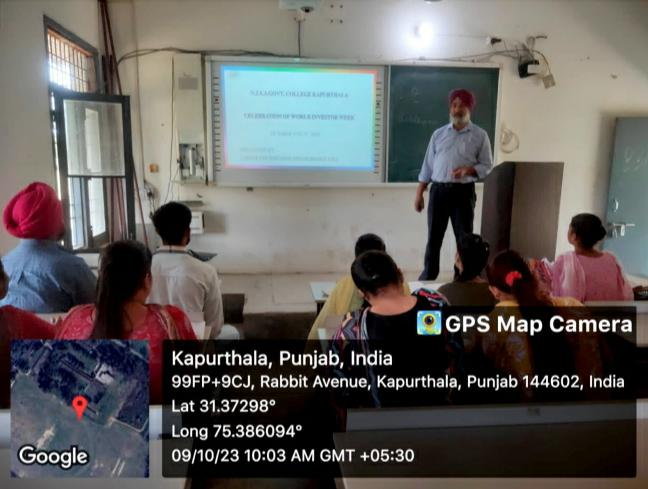 N.J.S.A.GOVT. COLLEGE KAPURTHALA
CELEBRATION OF WORLD INVESTOR WEEK
GPS Map Camera
Kapurthala, Punjab, India
99FP+9CJ, Rabbit Avenue, Kapurthala, Punjab 144602, India
Lat 31.37298°
Long 75.386094°
09/10/23 10:03 AM GMT +05:30
Google